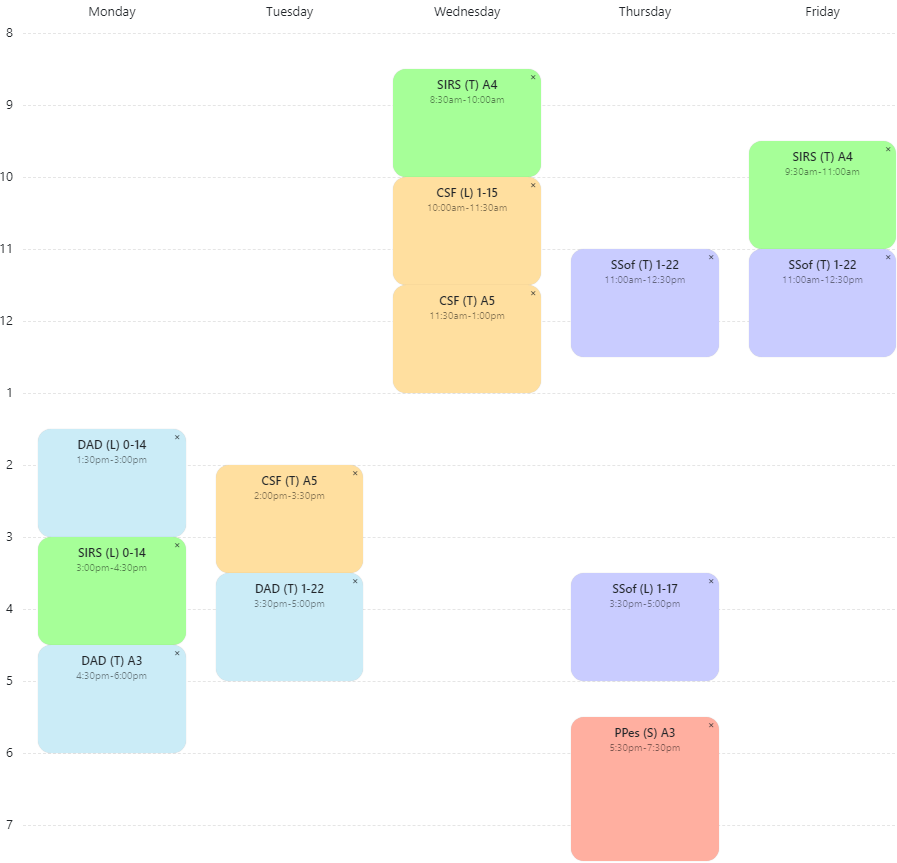 Monday Tuesday Wednesday Thursday Friday
8
SIRS (T) A4 ×
8:30am-10:00am
9
SIRS (T) A4 ×
9:30am-11:00am
10
CSF (L) 1-15 ×
10:00am-11:30am
11
SSof (T) 1-22 ×
11:00am-12:30pm
SSof (T) 1-22 ×
11:00am-12:30pm
CSF (T) A5 ×
11:30am-1:00pm
12
1
DAD (L) 0-14 ×
1:30pm-3:00pm
2
CSF (T) A5 ×
2:00pm-3:30pm
3
SIRS (L) 0-14 ×
3:00pm-4:30pm
DAD (T) 1-22 ×
3:30pm-5:00pm
SSof (L) 1-17 ×
3:30pm-5:00pm
4
DAD (T) A3 ×
4:30pm-6:00pm
5
PPes (S) A3 ×
5:30pm-7:30pm
6
7